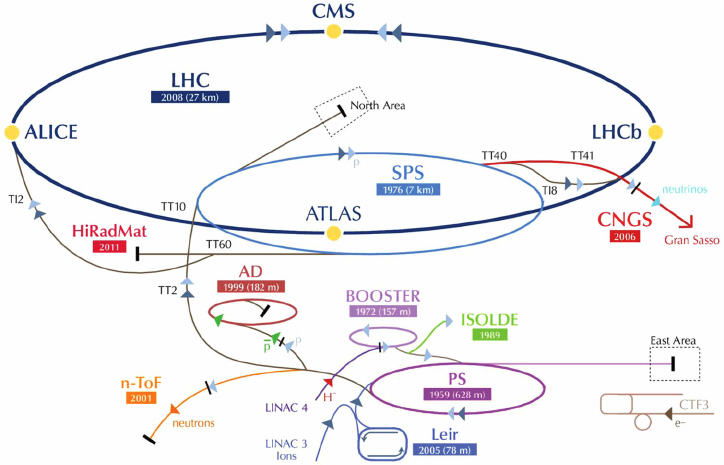 CMS
LHC
2008 (27 km)
North Area
ALICE
LHCb
TT40
TT41
SPS
1976 (7 km)
TI8
neutrinos
TI2
TT10
ATLAS
CNGS
2006
Gran Sasso
HiRadMat
2011
TT60
AD
1999 (182 m)
TT2
BOOSTER
1972 (157 m)
ISOLDE
1989
p
p
p
East Area
n-ToF
2001
PS
1959 (628 m)
H⁻
LINAC 4
neutrons
CTF3
e-
LINAC 3
Ions
Leir
2005 (78 m)